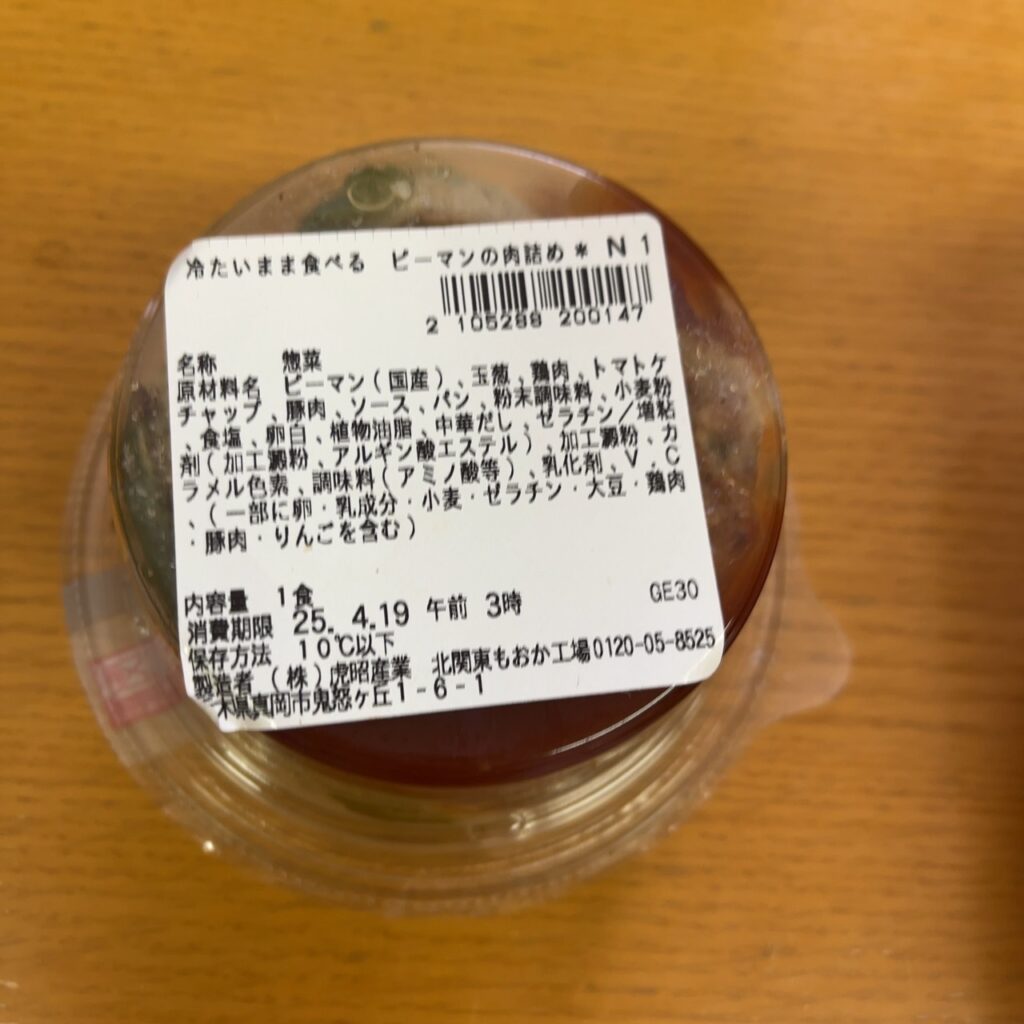 冷たいまま食べる ピーマンの肉詰め * N 1
2 105288 200147
名称 惣菜
原材料名 ピーマン(国産)、玉葱、鶏肉、トマトケ
チャップ、豚肉、ソース、パン、粉末調味料、小麦粉
、食塩、卵白、植物油脂、中華だし、ゼラチン/増粘
剤(加工澱粉、アルギン酸エステル)、加工澱粉、カ
ラメル色素、調味料(アミノ酸等)、乳化剤、V.C
、(一部に卵・乳成分・小麦・ゼラチン・大豆・鶏肉
・豚肉・りんごを含む)
内容量 1食
消費期限 25. 4.19 午前 3時 GE30
保存方法 10℃以下
製造者 (株)虎昭産業 北関東もおか工場0120-05-8525
木県真岡市鬼怒ヶ丘1-6-1